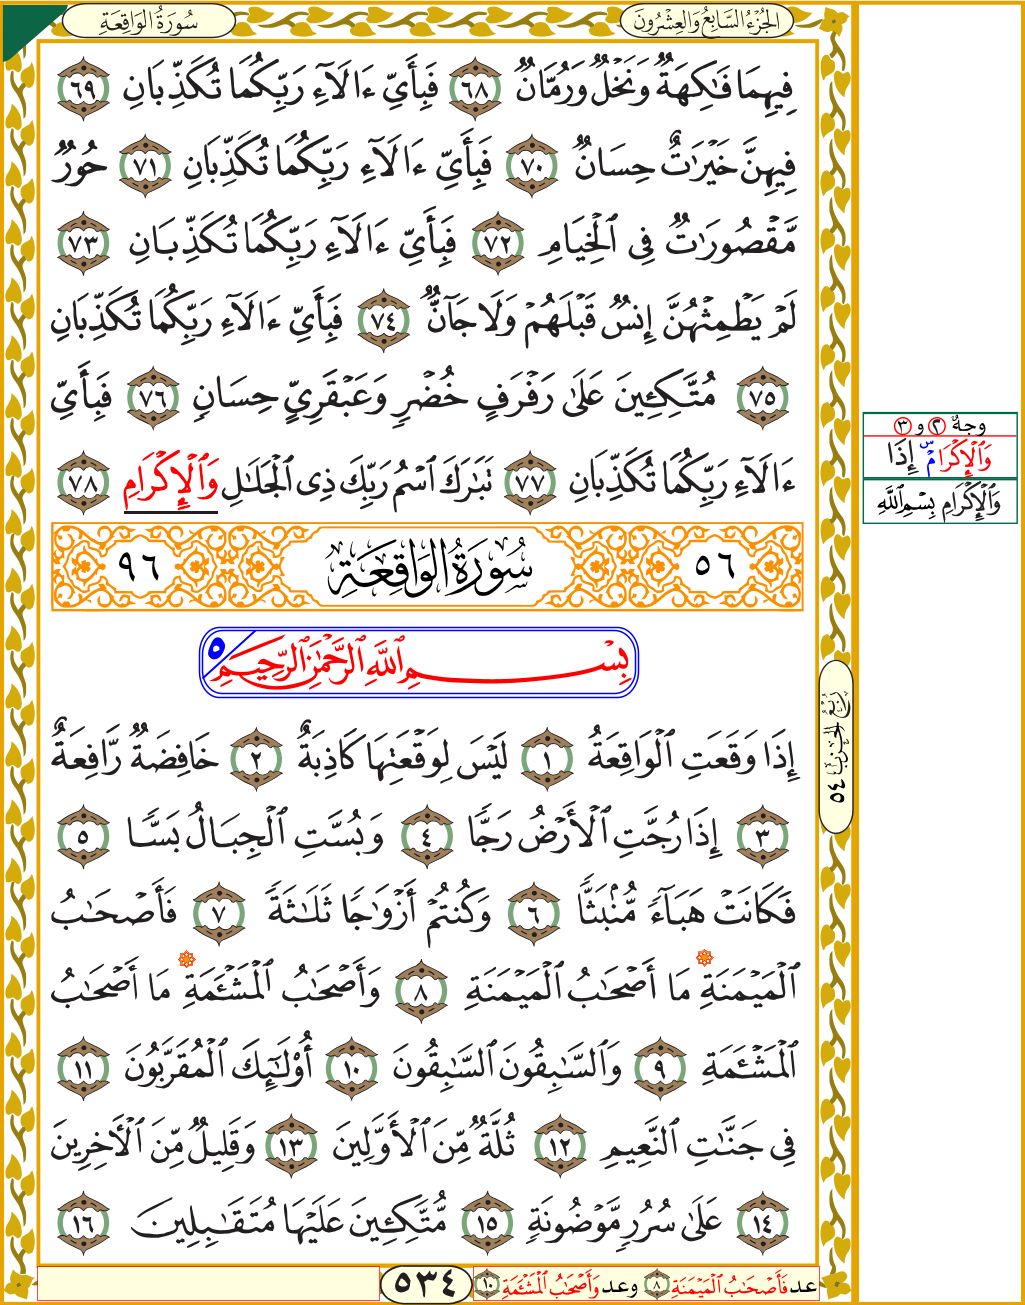 سُورَةُ الوَاقِعَةِ
الجُزْءُ السَّابِعُ وَالعِشْرُونَ
فِيهِمَا فَٰكِهَةٌ وَنَخْلٌ وَرُمَّانٌ ٦٨ فَبِأَيِّ ءَالَآءِ رَبِّكُمَا تُكَذِّبَانِ ٦٩
فِيهِنَّ خَيْرَٰتٌ حِسَانٌ ٧٠ فَبِأَيِّ ءَالَآءِ رَبِّكُمَا تُكَذِّبَانِ ٧١ حُورٌ
مَّقْصُورَٰتٌ فِي ٱلْخِيَامِ ٧٢ فَبِأَيِّ ءَالَآءِ رَبِّكُمَا تُكَذِّبَانِ ٧٣
لَمْ يَطْمِثْهُنَّ إِنسٌ قَبْلَهُمْ وَلَا جَآنٌّ ٧٤ فَبِأَيِّ ءَالَآءِ رَبِّكُمَا تُكَذِّبَانِ
٧٥ مُتَّكِـِٔينَ عَلَىٰ رَفْرَفٍ خُضْرٍ وَعَبْقَرِيٍّ حِسَانٍ ٧٦ فَبِأَيِّ
ءَالَآءِ رَبِّكُمَا تُكَذِّبَانِ ٧٧ تَبَٰرَكَ ٱسْمُ رَبِّكَ ذِي ٱلْجَلَٰلِ وَٱلْإِكْرَامِ ٧٨
وجهٌ ٢ و ٣
وَٱلْإِكْرَامِ س إِذَا
وَٱلْإِكْرَامِ بِسْمِ ٱللَّهِ
٥٦ سُورَةُ الوَاقِعَةِ ٩٦
بِسْمِ ٱللَّهِ ٱلرَّحْمَٰنِ ٱلرَّحِيمِ ٥
إِذَا وَقَعَتِ ٱلْوَاقِعَةُ ١ لَيْسَ لِوَقْعَتِهَا كَاذِبَةٌ ٢ خَافِضَةٌ رَّافِعَةٌ
٣ إِذَا رُجَّتِ ٱلْأَرْضُ رَجًّا ٤ وَبُسَّتِ ٱلْجِبَالُ بَسًّا ٥
فَكَانَتْ هَبَآءً مُّنۢبَثًّا ٦ وَكُنتُمْ أَزْوَٰجًا ثَلَٰثَةً ٧ فَأَصْحَٰبُ
ٱلْمَيْمَنَةِ مَا أَصْحَٰبُ ٱلْمَيْمَنَةِ ٨ وَأَصْحَٰبُ ٱلْمَشْـَٔمَةِ مَا أَصْحَٰبُ
ٱلْمَشْـَٔمَةِ ٩ وَٱلسَّٰبِقُونَ ٱلسَّٰبِقُونَ ١٠ أُوْلَٰٓئِكَ ٱلْمُقَرَّبُونَ ١١
فِي جَنَّٰتِ ٱلنَّعِيمِ ١٢ ثُلَّةٌ مِّنَ ٱلْأَوَّلِينَ ١٣ وَقَلِيلٌ مِّنَ ٱلْأٓخِرِينَ
١٤ عَلَىٰ سُرُرٍ مَّوْضُونَةٍ ١٥ مُّتَّكِـِٔينَ عَلَيْهَا مُتَقَٰبِلِينَ ١٦
رُبْعُ الحِزْبِ ٥٤
عد فَأَصْحَٰبُ ٱلْمَيْمَنَةِ ٨ وعد وَأَصْحَٰبُ ٱلْمَشْـَٔمَةِ ١٠
٥٣٤